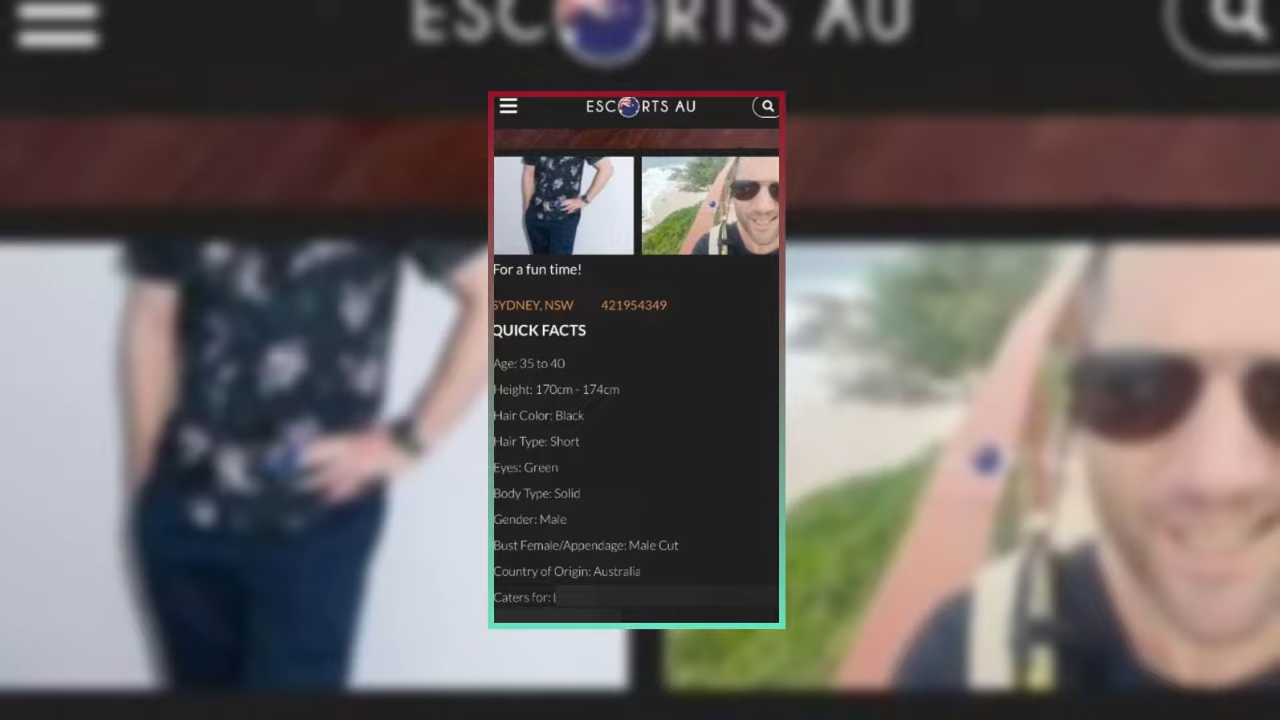 ESCORTS AU
ESCORTS AU
For a fun time!
SYDNEY, NSW 421954349
QUICK FACTS
Age: 35 to 40
Height: 170cm - 174cm
Hair Color: Black
Hair Type: Short
Eyes: Green
Body Type: Solid
Gender: Male
Bust Female/Appendage: Male Cut
Country of Origin: Australia
Caters for: